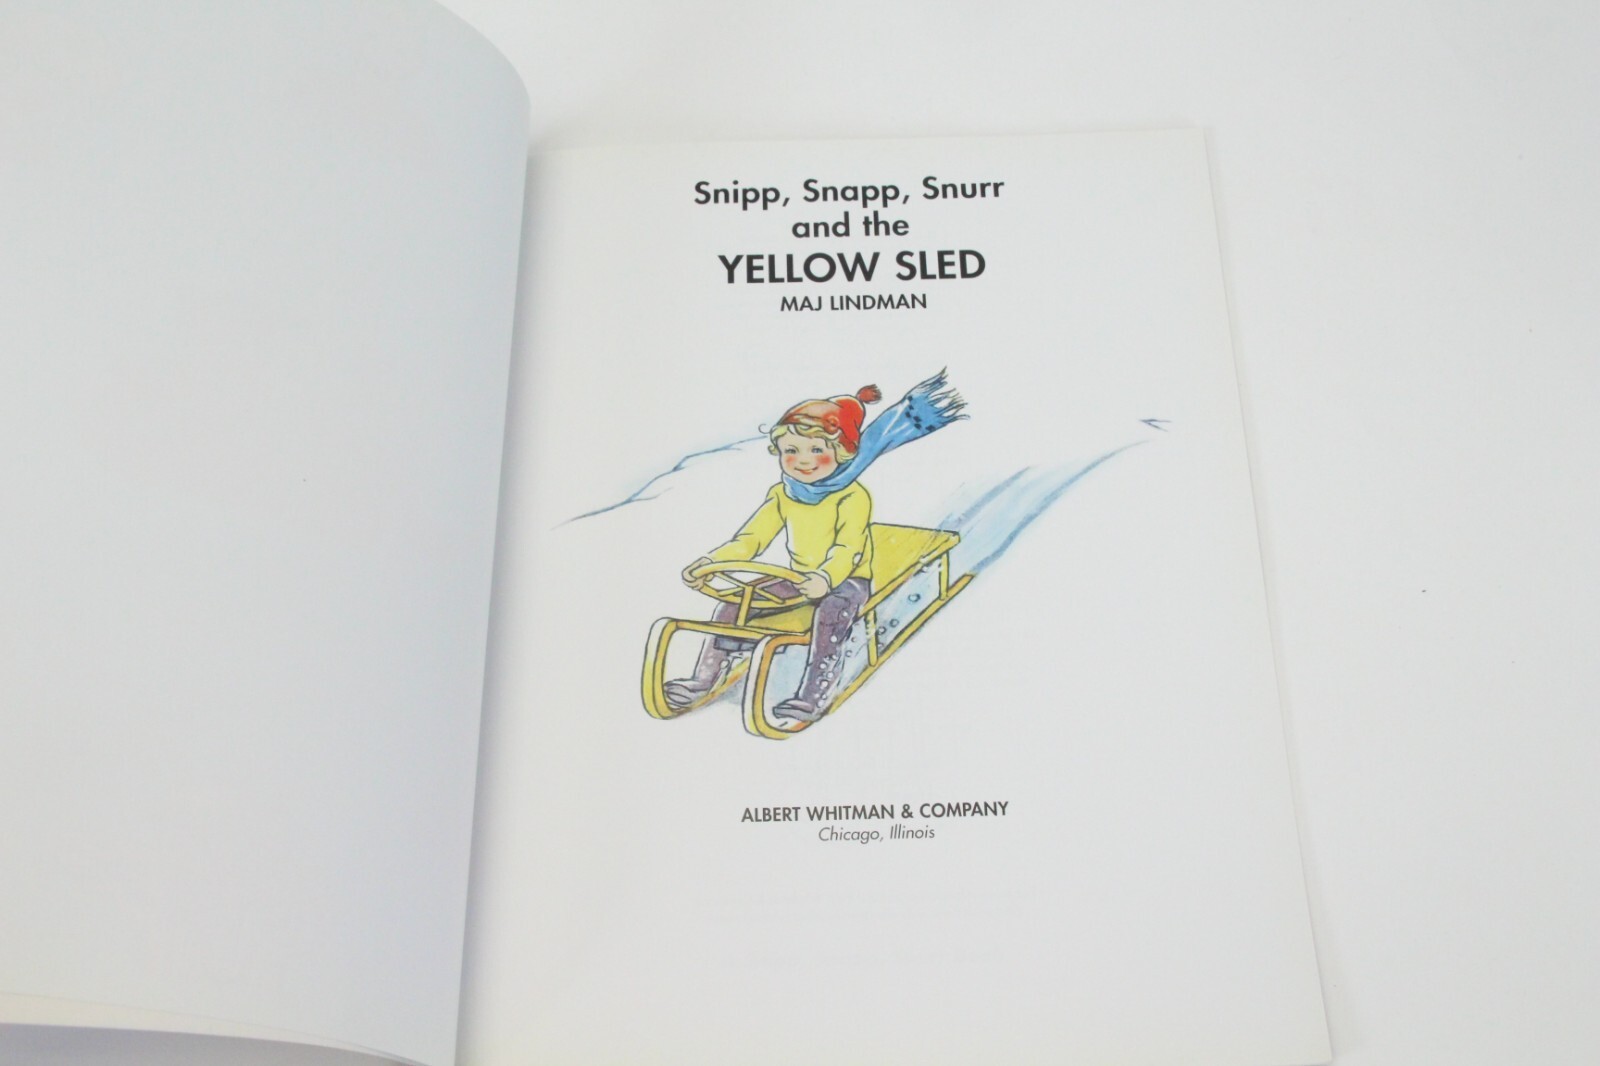 Snipp, Snapp, Snurr
and the
YELLOW SLED
MAJ LINDMAN
ALBERT WHITMAN & COMPANY
Chicago, Illinois